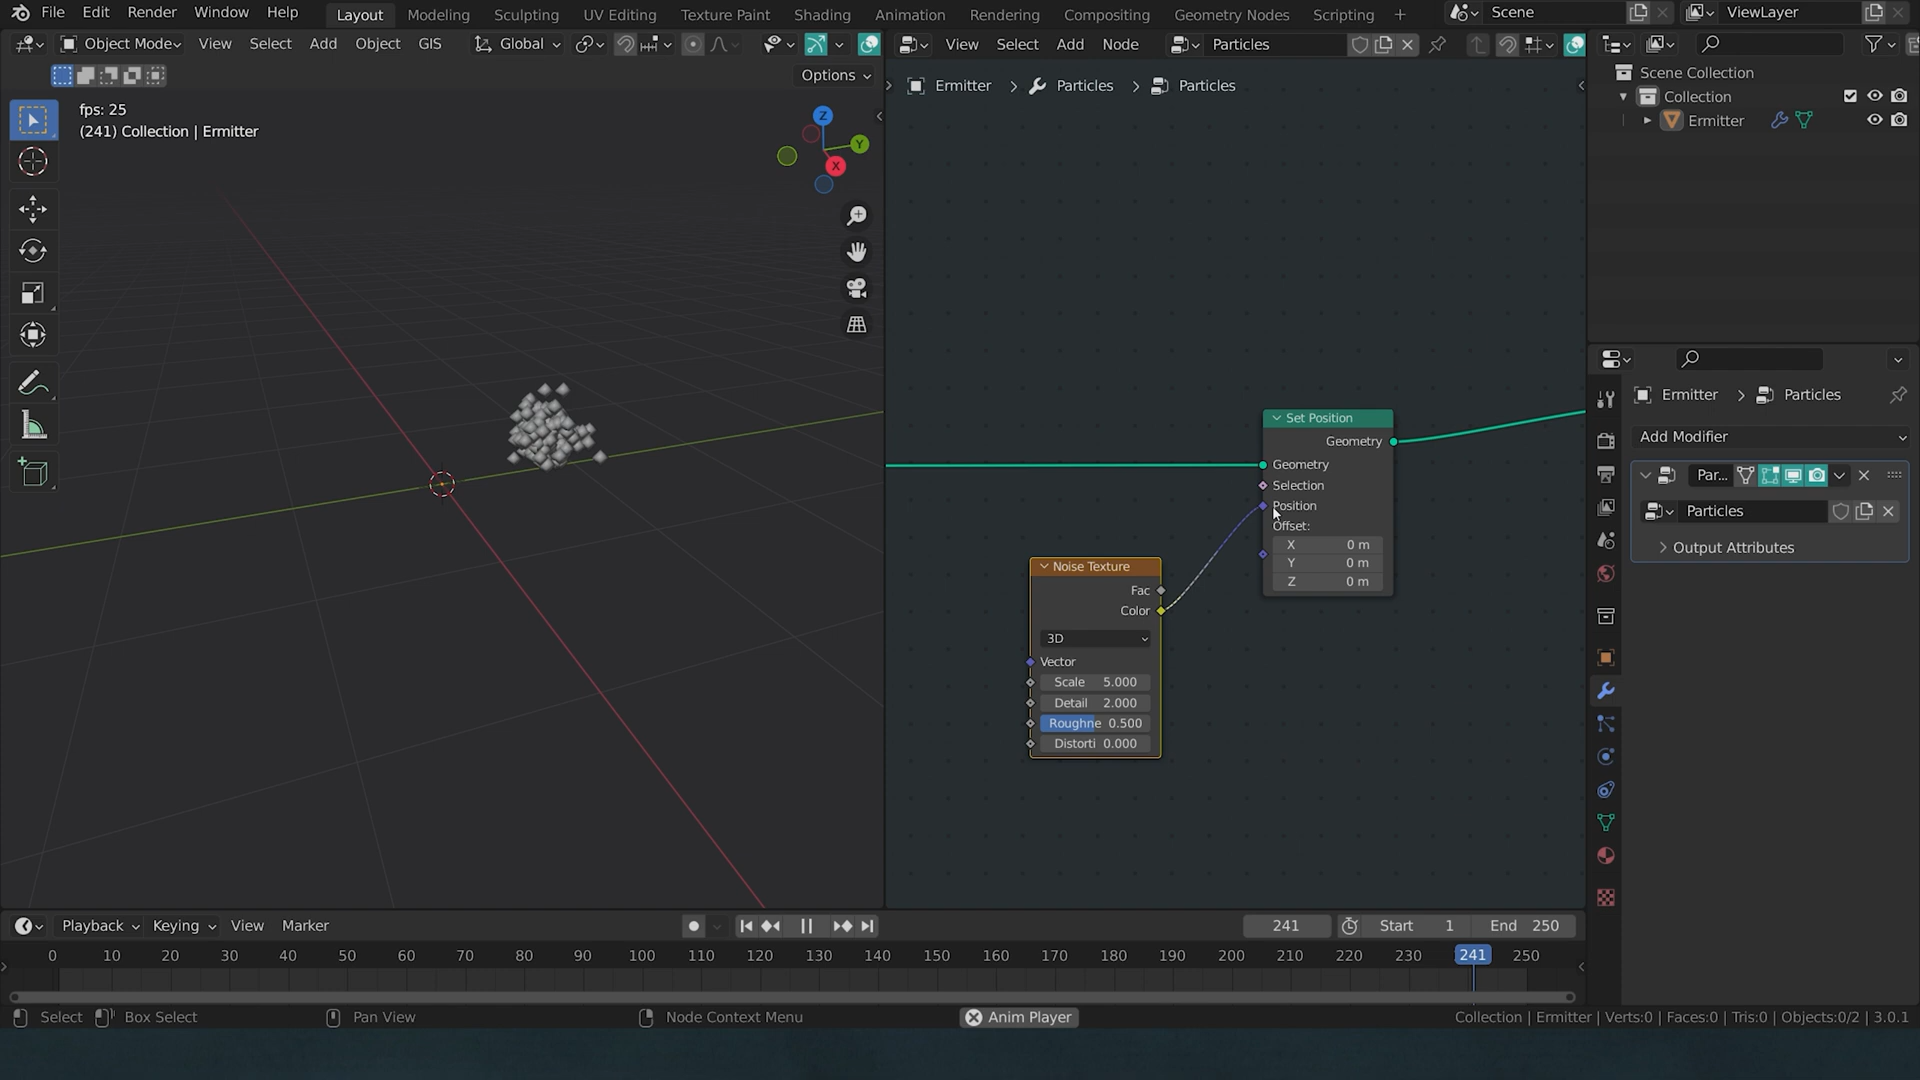 File Edit Render Window Help Layout Modeling Sculpting UV Editing Texture Paint Shading Animation Rendering Compositing Geometry Nodes Scripting + Scene ViewLayer
Object Mode View Select Add Object GIS Global
Options
fps: 25
(241) Collection | Ermitter
Z
Y
X
View Select Add Node Particles
Ermitter > Particles > Particles
Set Position
Geometry
Geometry
Selection
Position
Offset:
X 0 m
Y 0 m
Z 0 m
Noise Texture
Fac
Color
3D
Vector
Scale 5.000
Detail 2.000
Roughne 0.500
Distorti 0.000
Scene Collection
Collection
Ermitter
Ermitter > Particles
Add Modifier
Par...
Particles
Output Attributes
Playback Keying View Marker 241 Start 1 End 250
0 10 20 30 40 50 60 70 80 90 100 110 120 130 140 150 160 170 180 190 200 210 220 230 241 250
Select Box Select Pan View Node Context Menu Anim Player Collection | Ermitter | Verts:0 | Faces:0 | Tris:0 | Objects:0/2 | 3.0.1